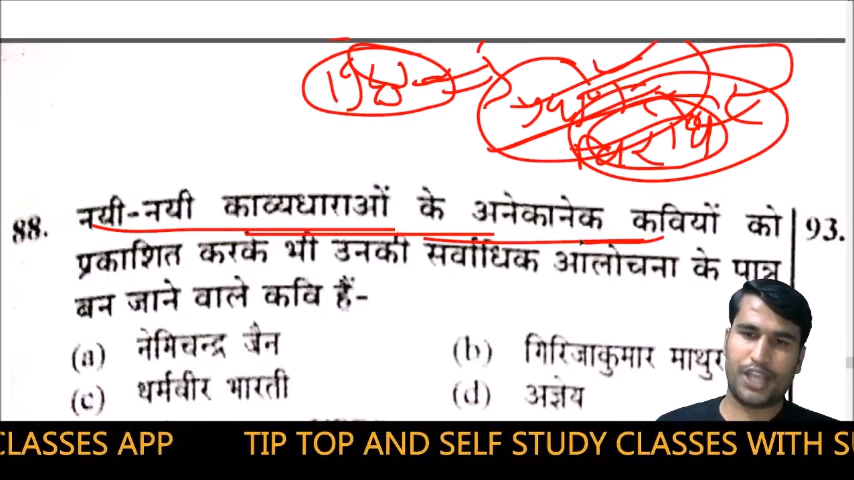 88. नयी-नयी काव्यधाराओं के अनेकानेक कवियों को
प्रकाशित करके भी उनकी सर्वाधिक आलोचना के पात्र
बन जाने वाले कवि हैं-
(a) नेमिचन्द्र जैन
(b) गिरिजाकुमार माथुर
(c) धर्मवीर भारती
(d) अज्ञेय
93.
CLASSES APP TIP TOP AND SELF STUDY CLASSES WITH